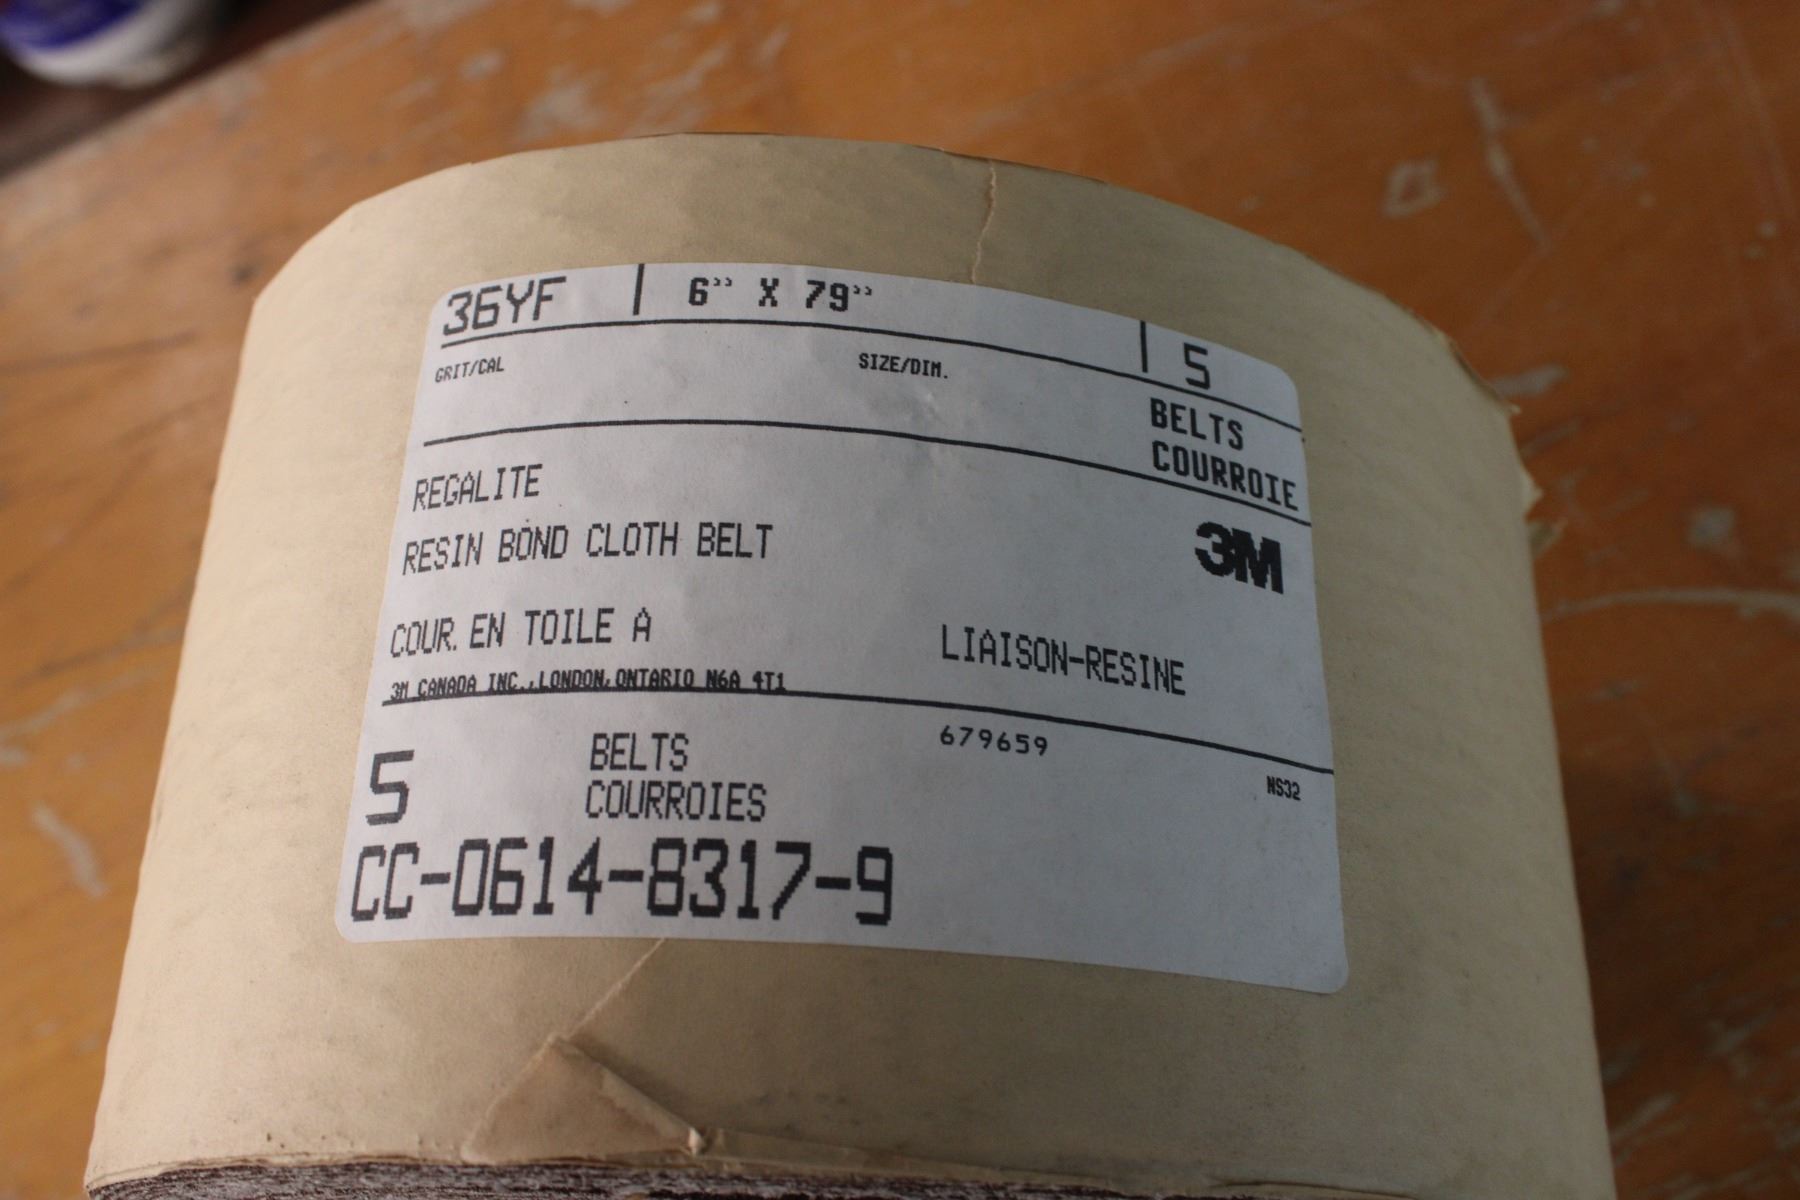 36YF 6" X 79" 5
GRIT/CAL SIZE/DIM. BELTS
COURROIE
REGALITE
3M
RESIN BOND CLOTH BELT
COUR. EN TOILE A LIAISON-RESINE
3M CANADA INC., LONDON, ONTARIO N6A 4T1
5 BELTS 679659
COURROIES NS32
CC-0614-8317-9